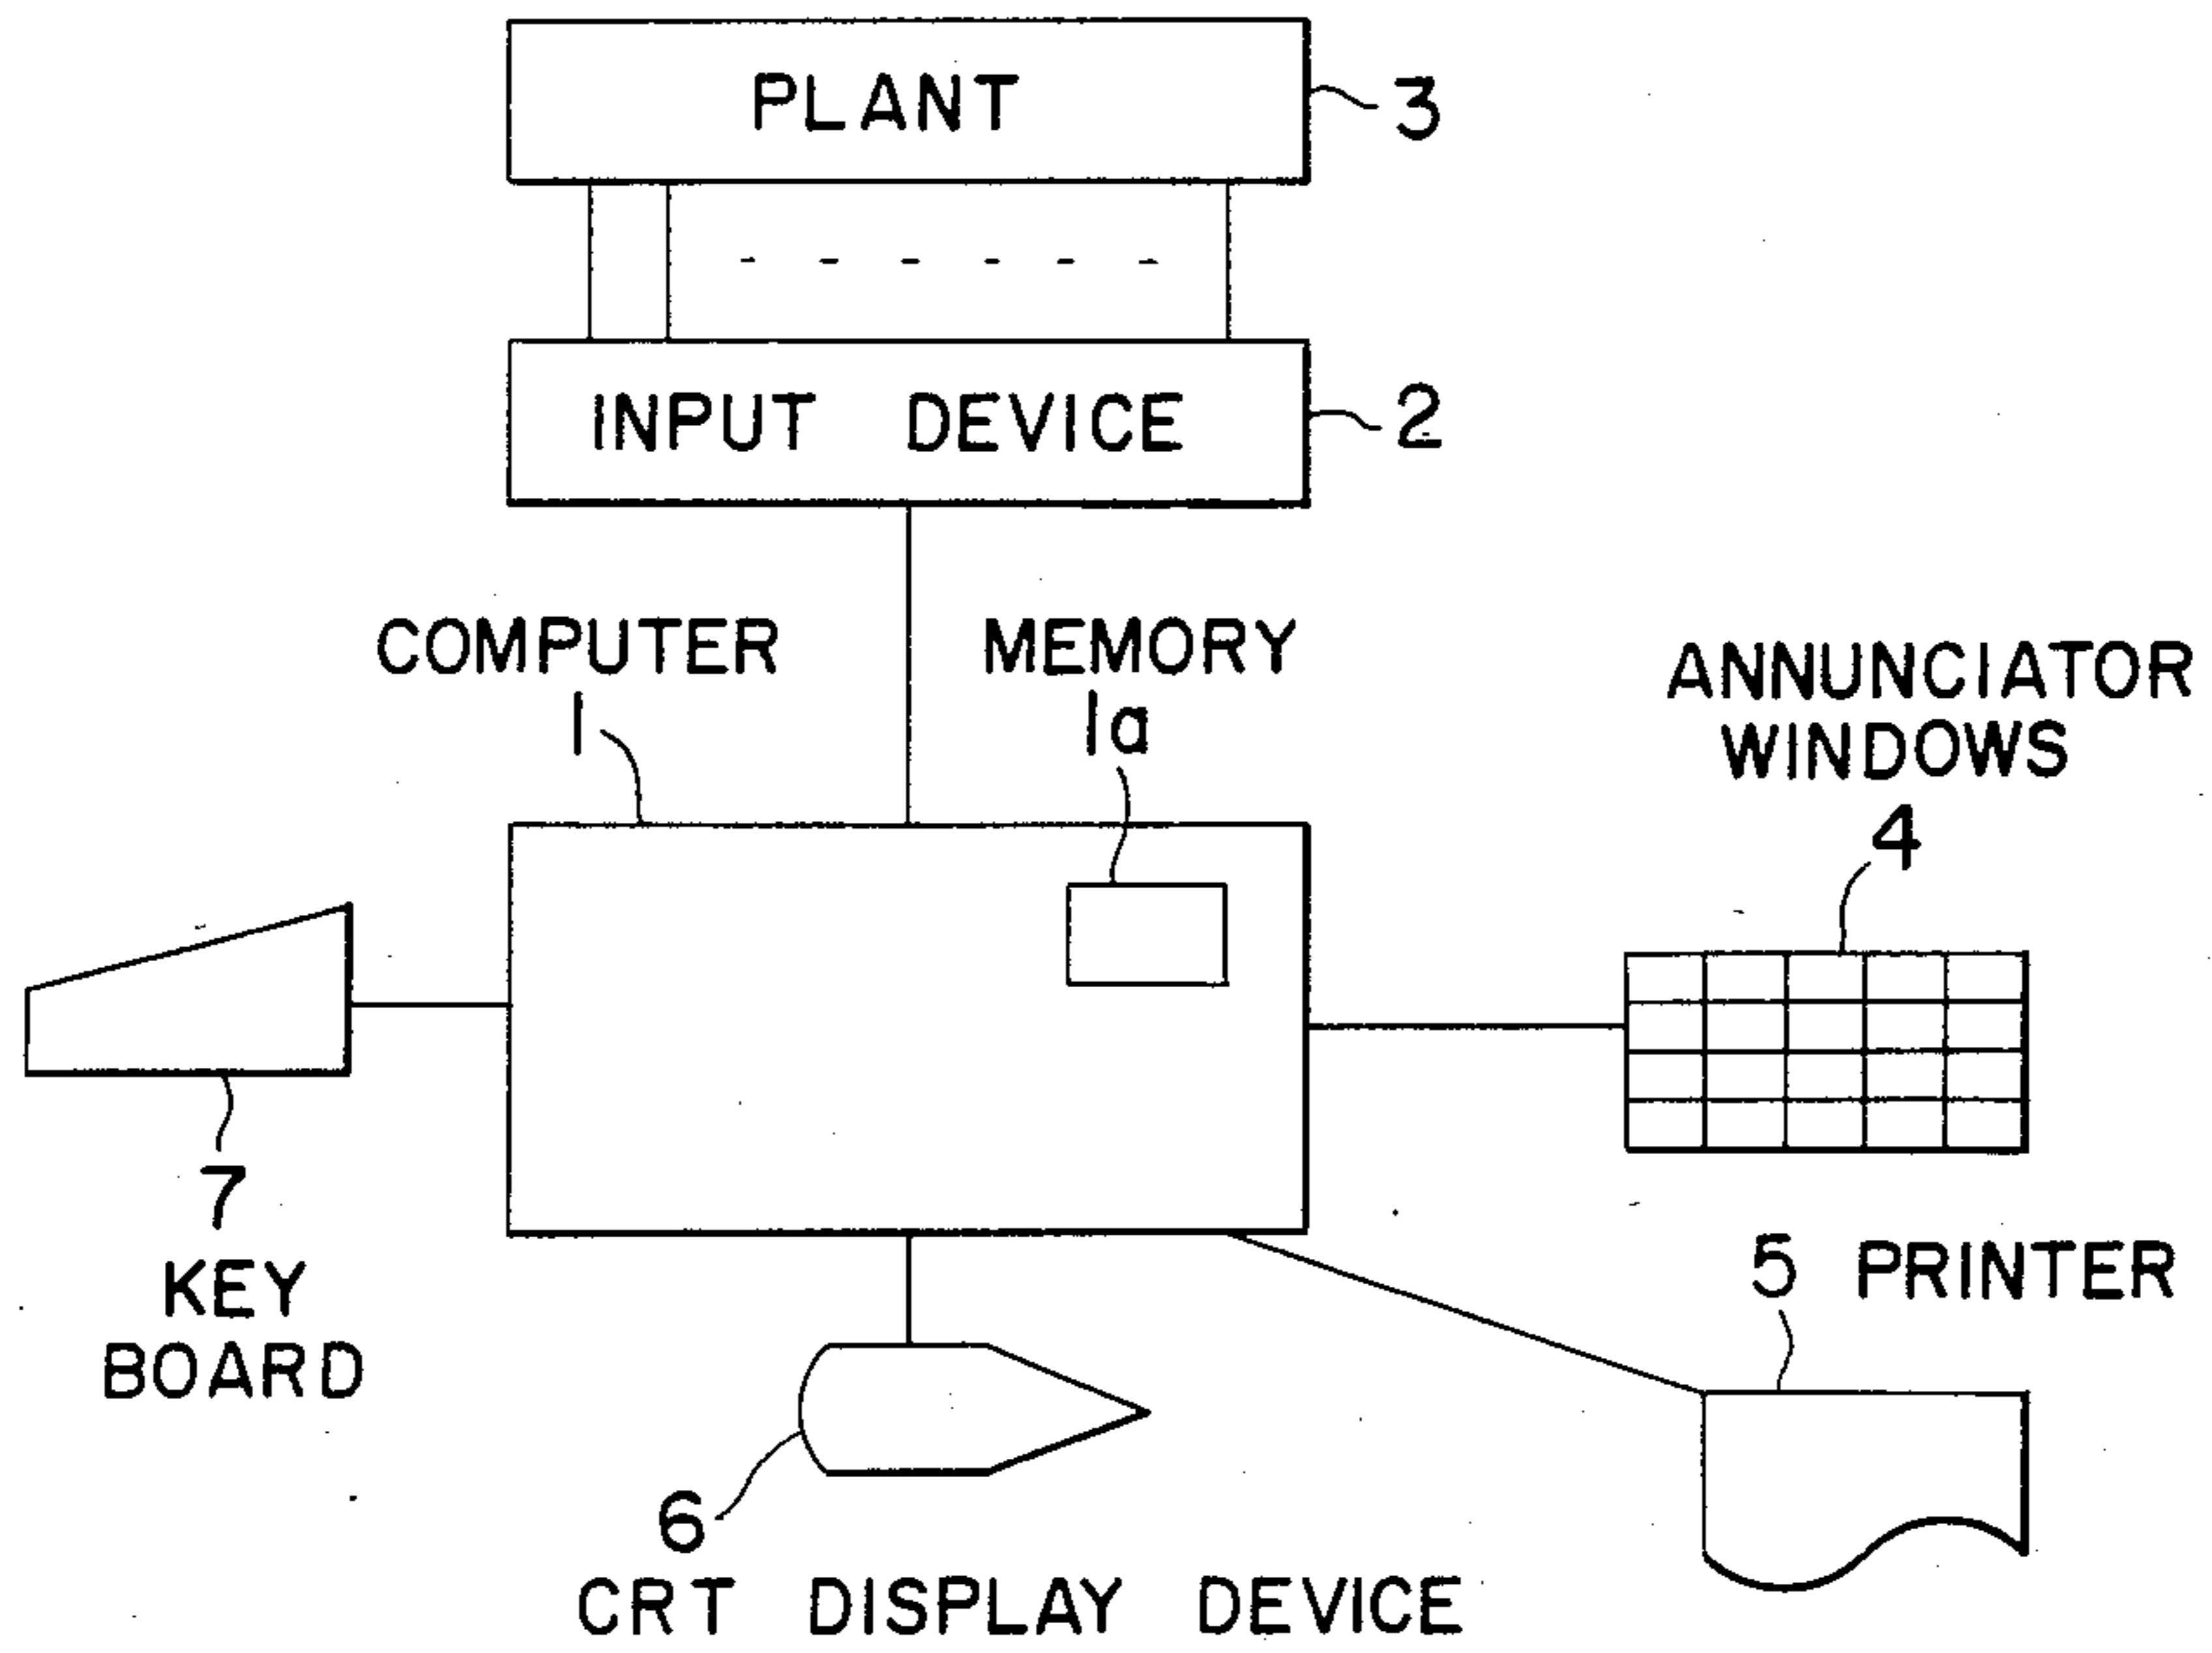 PLANT
3
INPUT DEVICE
2
COMPUTER
1
MEMORY
1a
ANNUNCIATOR
WINDOWS
4
7
KEY
BOARD
5 PRINTER
6
CRT DISPLAY DEVICE